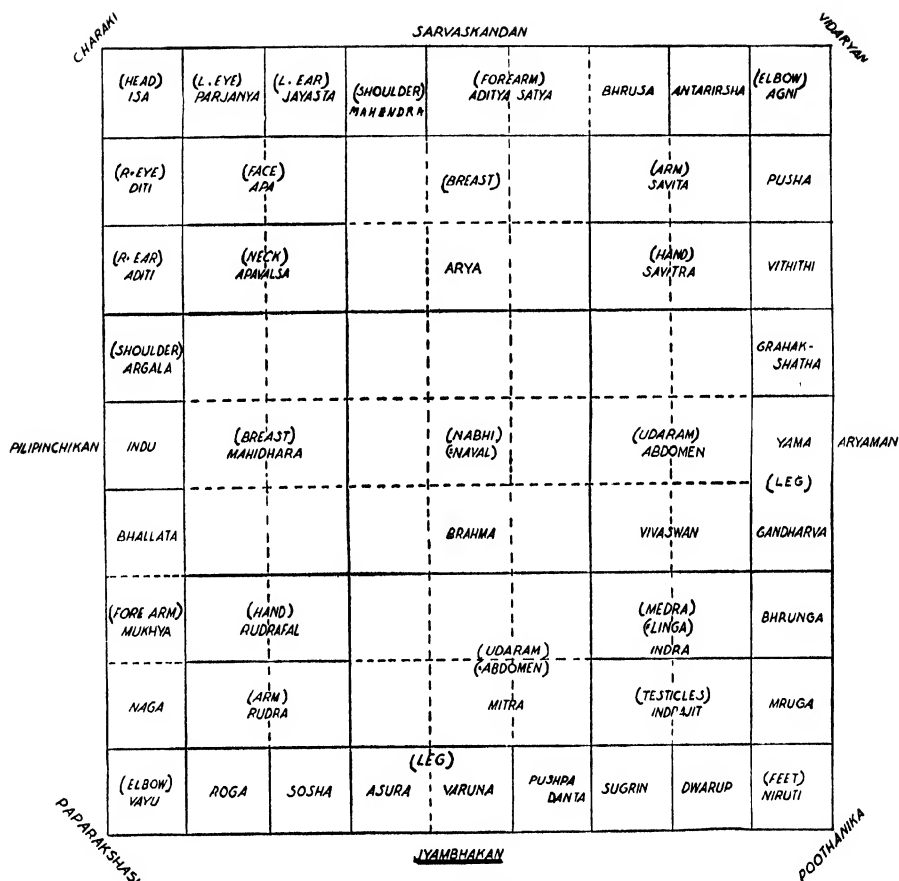 CHARAKI
SARVASKANDAN
VIDARYAN
(HEAD)
ISA
(L. EYE)
PARJANYA
(L. EAR)
JAYASTA
(SHOULDER)
MAHENDRA
(FOREARM)
ADITYA SATYA
BHRUSA
ANTARIRSHA
(ELBOW)
AGNI
(R. EYE)
DITI
(FACE)
APA
(BREAST)
(ARM)
SAVITA
PUSHA
(R. EAR)
ADITI
(NECK)
APAVALSA
ARYA
(HAND)
SAVITRA
VITHITHI
(SHOULDER)
ARGALA
GRAHAK-
SHATHA
PILIPINCHIKAN
INDU
(BREAST)
MAHIDHARA
(NABHI)
(NAVAL)
(UDARAM)
ABDOMEN
YAMA
(LEG)
ARYAMAN
BHALLATA
BRAHMA
VIVASWAN
GANDHARVA
(FORE ARM)
MUKHYA
(HAND)
RUDRAFAL
(MEDRA)
(LINGA)
INDRA
BHRUNGA
(UDARAM)
(ABDOMEN)
NAGA
(ARM)
RUDRA
MITRA
(TESTICLES)
INDRAJIT
MRUGA
(ELBOW)
VAYU
ROGA
SOSHA
(LEG)
ASURA
VARUNA
PUSHPA
DANTA
SUGRIN
DWARUP
(FEET)
NIRUTI
PAPARAKSHASI
JYAMBHAKAN
POOTHANIKA